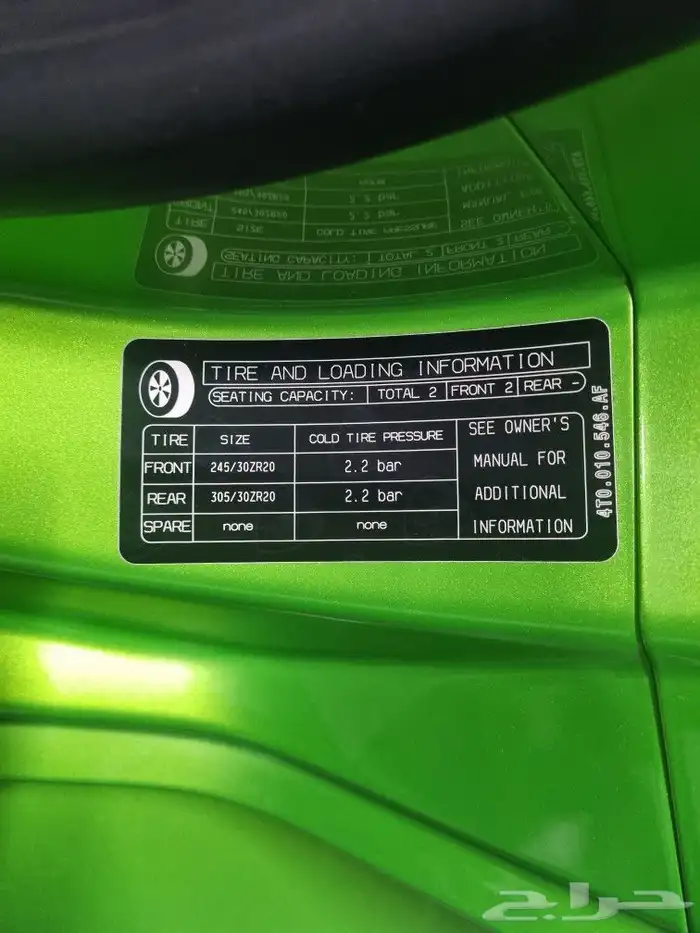 TIRE AND LOADING INFORMATION
SEATING CAPACITY: TOTAL 2 FRONT 2 REAR -
TIRE SIZE COLD TIRE PRESSURE
FRONT 245/30ZR20 2.2 bar
REAR 305/30ZR20 2.2 bar
SPARE none none
SEE OWNER'S
MANUAL FOR
ADDITIONAL
INFORMATION
4T0.010.546.AF
حراج